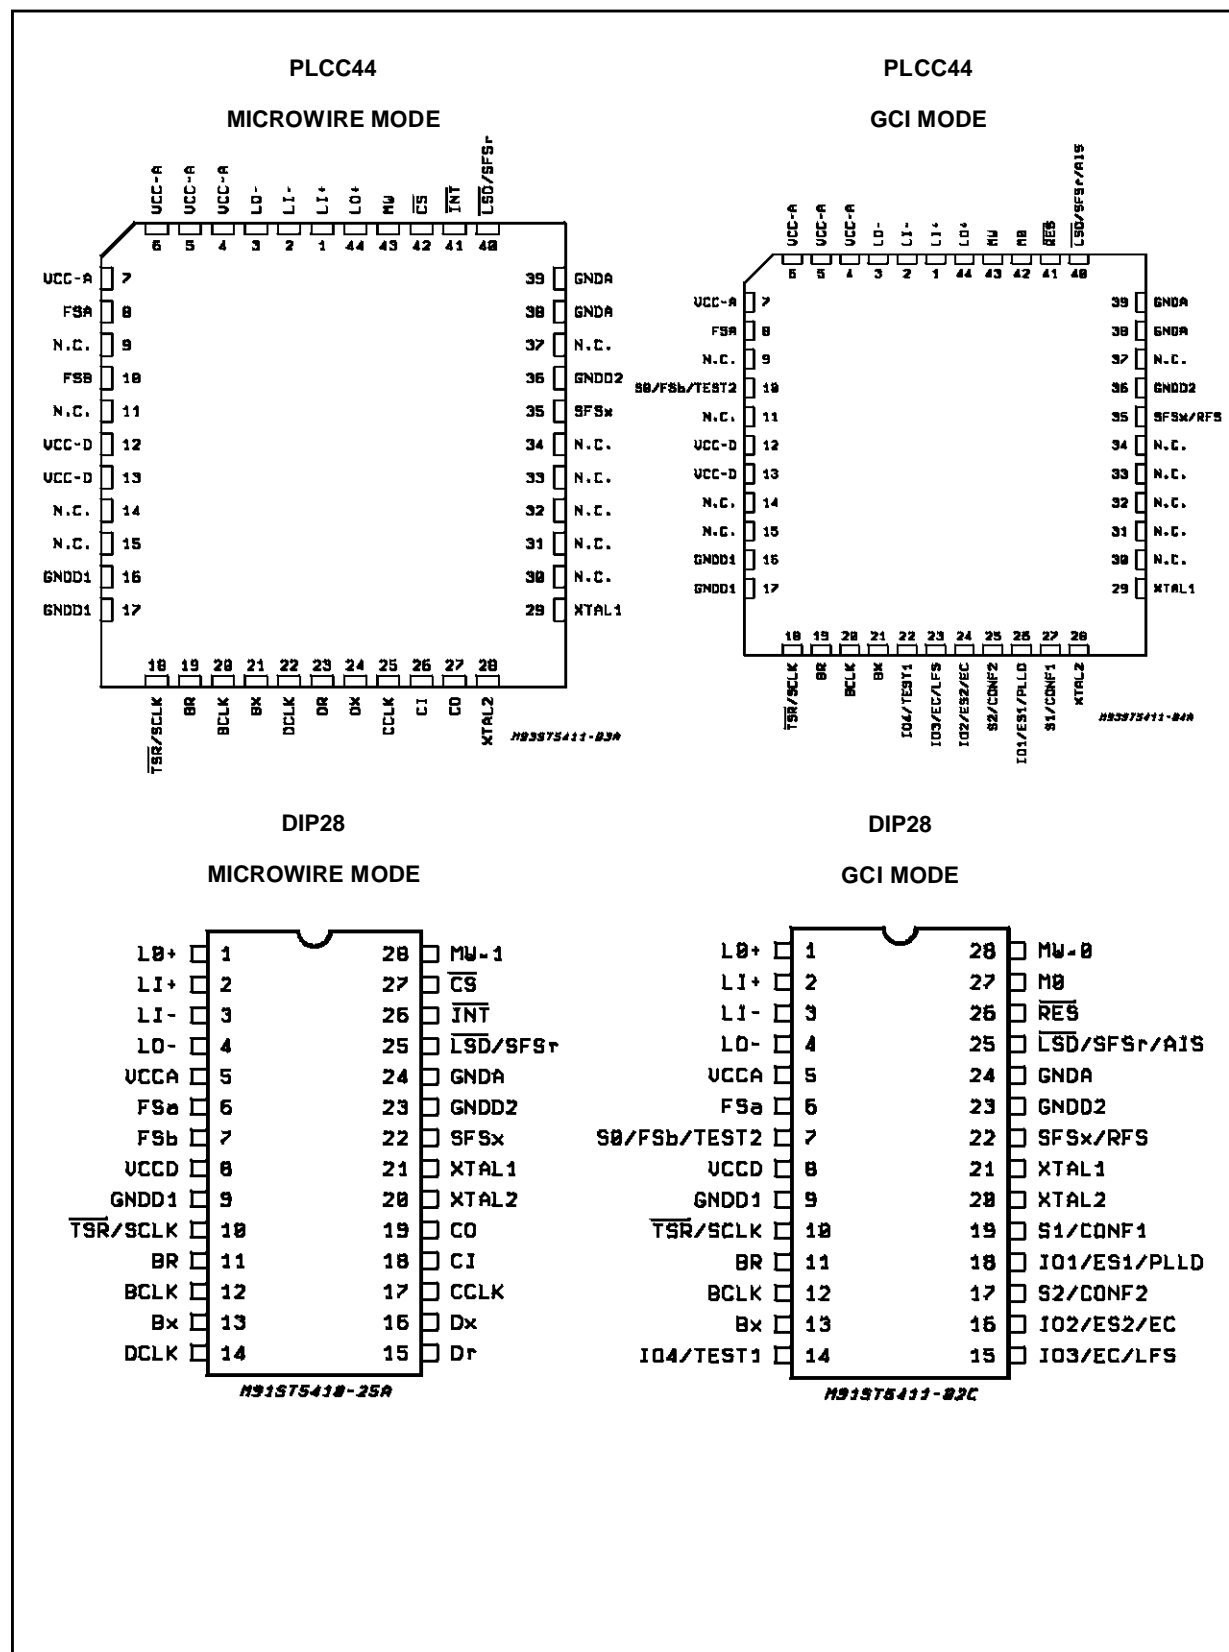 PLCC44
MICROWIRE MODE
VCC-A
VCC-A
VCC-A
LO-
LI-
LI+
LO+
MW
CS
INT
LSD/SFSr
6 5 4 3 2 1 44 43 42 41 40
VCC-A 7 39 GNDA
FSA 8 38 GNDA
N.C. 9 37 N.C.
FSB 10 36 GNDD2
N.C. 11 35 SFSx
VCC-D 12 34 N.C.
VCC-D 13 33 N.C.
N.C. 14 32 N.C.
N.C. 15 31 N.C.
GNDD1 16 30 N.C.
GNDD1 17 29 XTAL1
18 19 20 21 22 23 24 25 26 27 28
TSR/SCLK
BR
BCLK
BX
DCLK
DR
DX
CCLK
CI
CO
XTAL2
M93ST5411-03A
PLCC44
GCI MODE
VCC-A
VCC-A
VCC-A
LO-
LI-
LI+
LO+
MW
M0
RES
LSD/SFSr/AIS
6 5 4 3 2 1 44 43 42 41 40
VCC-A 7 39 GNDA
FSA 8 38 GNDA
N.C. 9 37 N.C.
S0/FSb/TEST2 10 36 GNDD2
N.C. 11 35 SFSx/RFS
VCC-D 12 34 N.C.
VCC-D 13 33 N.C.
N.C. 14 32 N.C.
N.C. 15 31 N.C.
GNDD1 16 30 N.C.
GNDD1 17 29 XTAL1
18 19 20 21 22 23 24 25 26 27 28
TSR/SCLK
BR
BCLK
BX
IO4/TEST1
IO3/EC/LFS
IO2/ES2/EC
S2/CONF2
IO1/ES1/PLLD
S1/CONF1
XTAL2
M93ST5411-04A
DIP28
MICROWIRE MODE
L0+ 1 28 MW=1
LI+ 2 27 CS
LI- 3 26 INT
LO- 4 25 LSD/SFSr
VCCA 5 24 GNDA
FSa 6 23 GNDD2
FSb 7 22 SFSx
VCCD 8 21 XTAL1
GNDD1 9 20 XTAL2
TSR/SCLK 10 19 CO
BR 11 18 CI
BCLK 12 17 CCLK
Bx 13 16 Dx
DCLK 14 15 Dr
M91ST5410-25A
DIP28
GCI MODE
L0+ 1 28 MW=0
LI+ 2 27 M0
LI- 3 26 RES
LO- 4 25 LSD/SFSr/AIS
VCCA 5 24 GNDA
FSa 6 23 GNDD2
S0/FSb/TEST2 7 22 SFSx/RFS
VCCD 8 21 XTAL1
GNDD1 9 20 XTAL2
TSR/SCLK 10 19 S1/CONF1
BR 11 18 IO1/ES1/PLLD
BCLK 12 17 S2/CONF2
Bx 13 16 IO2/ES2/EC
IO4/TEST1 14 15 IO3/EC/LFS
M91ST5411-02C